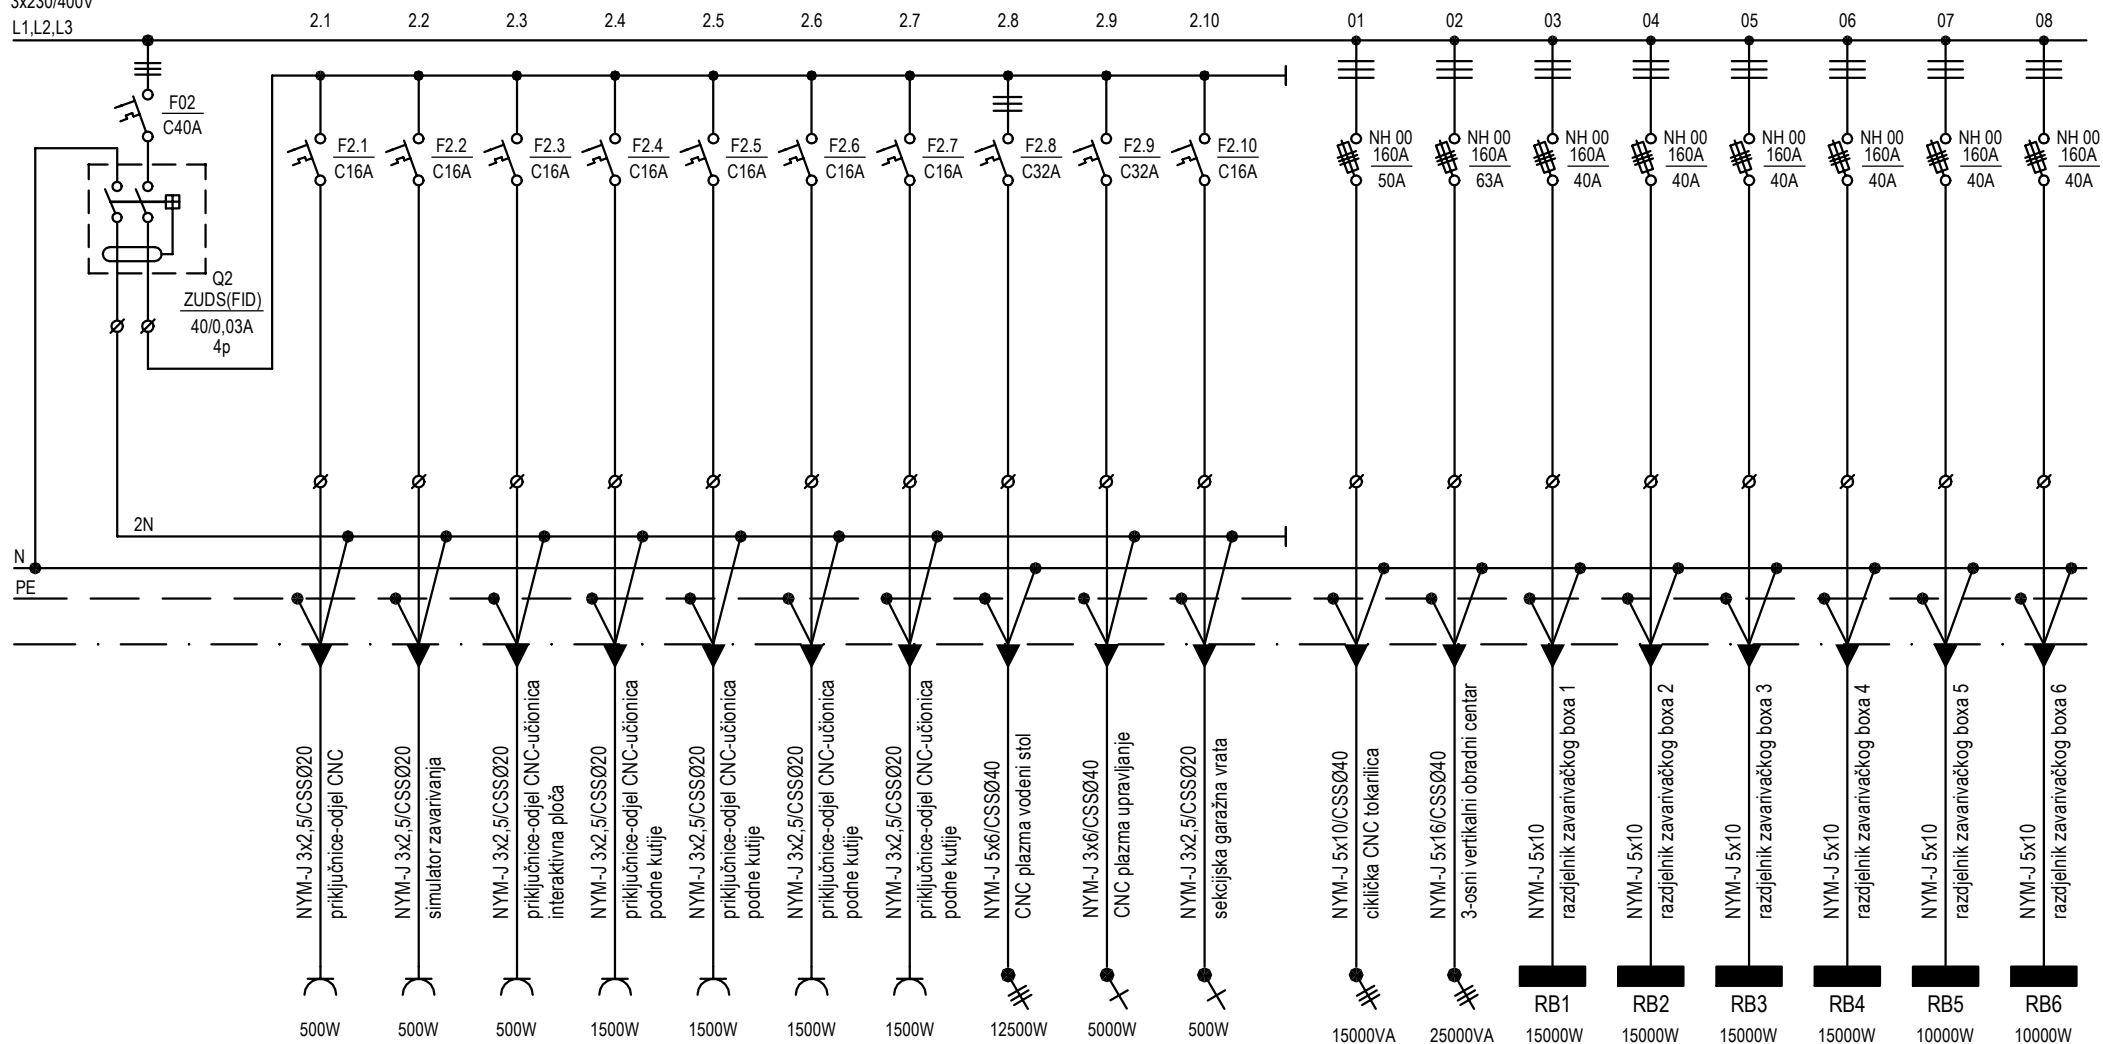 3x230/400V
L1,L2,L3
2.1
2.2
2.3
2.4
2.5
2.6
2.7
2.8
2.9
2.10
01
02
03
04
05
06
07
08
F02
C40A
F2.1
C16A
F2.2
C16A
F2.3
C16A
F2.4
C16A
F2.5
C16A
F2.6
C16A
F2.7
C16A
F2.8
C32A
F2.9
C32A
F2.10
C16A
NH 00
160A
50A
NH 00
160A
63A
NH 00
160A
40A
NH 00
160A
40A
NH 00
160A
40A
NH 00
160A
40A
NH 00
160A
40A
NH 00
160A
40A
Q2
ZUDS(FID)
40/0,03A
4p
2N
N
PE
NYM-J 3x2,5/CSSØ20
priključnice-odjel CNC
NYM-J 3x2,5/CSSØ20
simulator zavarivanja
NYM-J 3x2,5/CSSØ20
priključnice-odjel CNC-učionica
interaktivna ploča
NYM-J 3x2,5/CSSØ20
priključnice-odjel CNC-učionica
podne kutije
NYM-J 3x2,5/CSSØ20
priključnice-odjel CNC-učionica
podne kutije
NYM-J 3x2,5/CSSØ20
priključnice-odjel CNC-učionica
podne kutije
NYM-J 3x2,5/CSSØ20
priključnice-odjel CNC-učionica
podne kutije
NYM-J 5x6/CSSØ40
CNC plazma vodeni stol
NYM-J 3x6/CSSØ40
CNC plazma upravljanje
NYM-J 3x2,5/CSSØ20
sekcijska garažna vrata
NYM-J 5x10/CSSØ40
ciklička CNC tokarilica
NYM-J 5x16/CSSØ40
3-osni vertikalni obradni centar
NYM-J 5x10
razdjelnik zavarivačkog boxa 1
NYM-J 5x10
razdjelnik zavarivačkog boxa 2
NYM-J 5x10
razdjelnik zavarivačkog boxa 3
NYM-J 5x10
razdjelnik zavarivačkog boxa 4
NYM-J 5x10
razdjelnik zavarivačkog boxa 5
NYM-J 5x10
razdjelnik zavarivačkog boxa 6
RB1
RB2
RB3
RB4
RB5
RB6
500W
500W
500W
1500W
1500W
1500W
1500W
12500W
5000W
500W
15000VA
25000VA
15000W
15000W
15000W
15000W
10000W
10000W